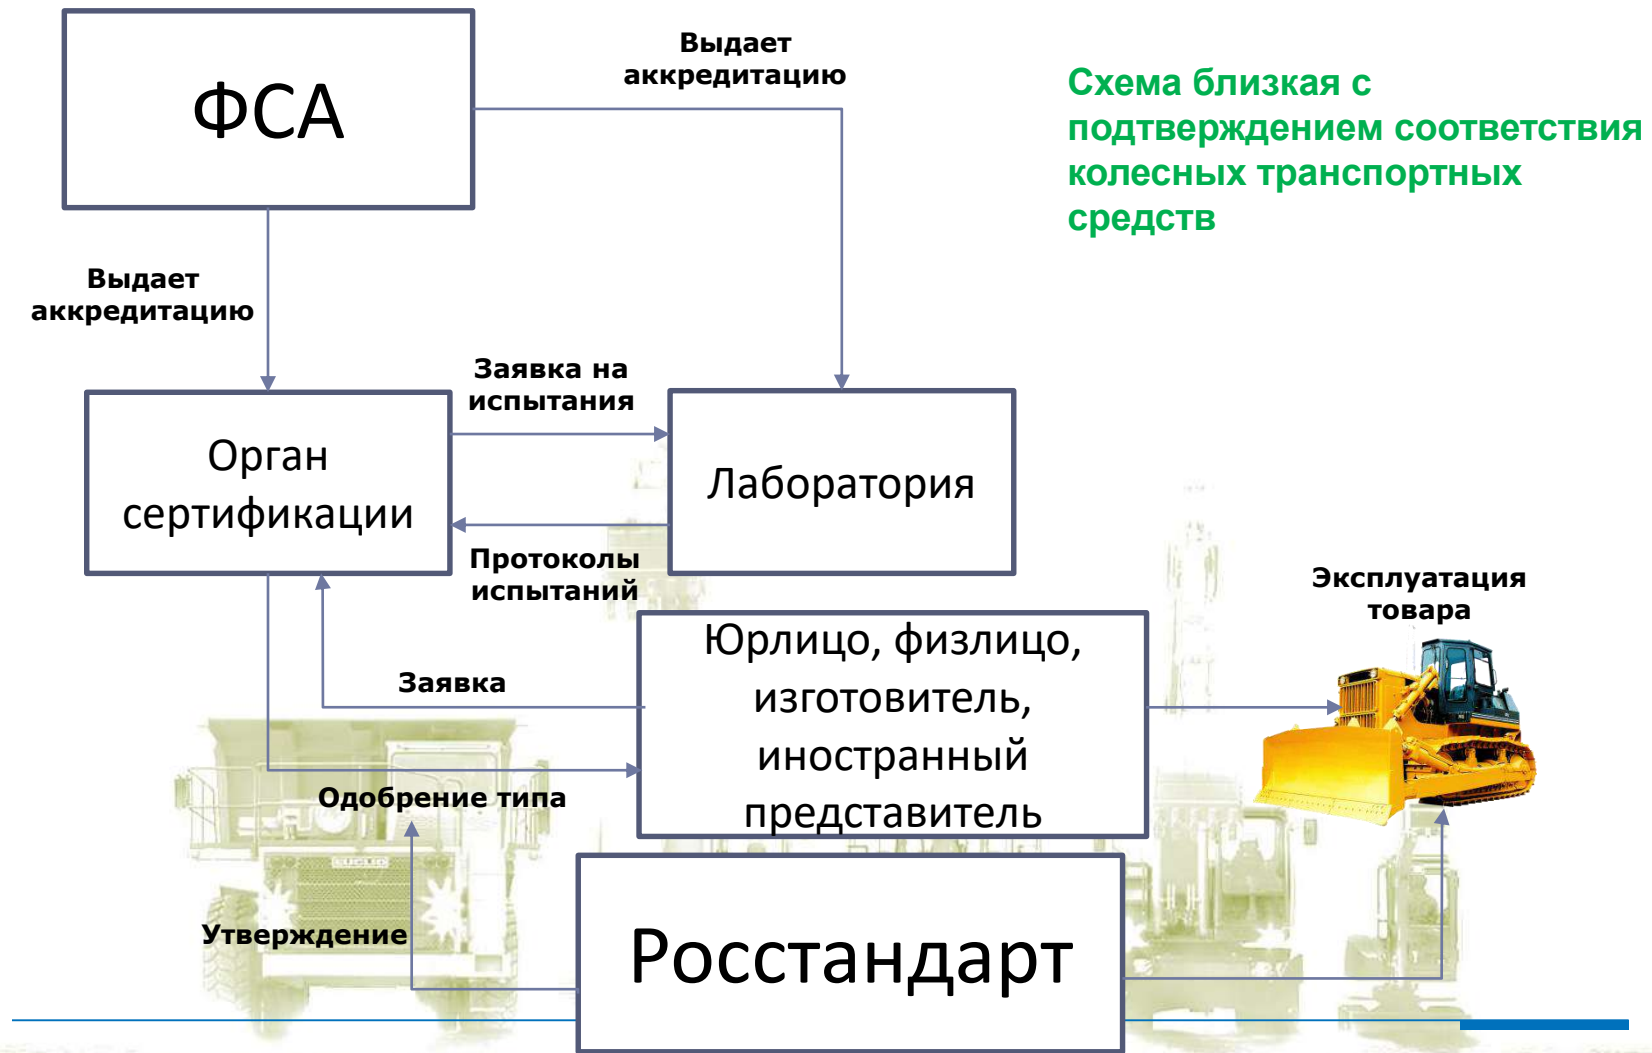 ФСА
Выдает
аккредитацию
Схема близкая с
подтверждением соответствия
колесных транспортных
средств
Выдает
аккредитацию
Заявка на
испытания
Орган
сертификации
Лаборатория
Протоколы
испытаний
Эксплуатация
товара
Юрлицо, физлицо,
изготовитель,
иностранный
представитель
Заявка
Одобрение типа
EUCLID
Утверждение
Росстандарт